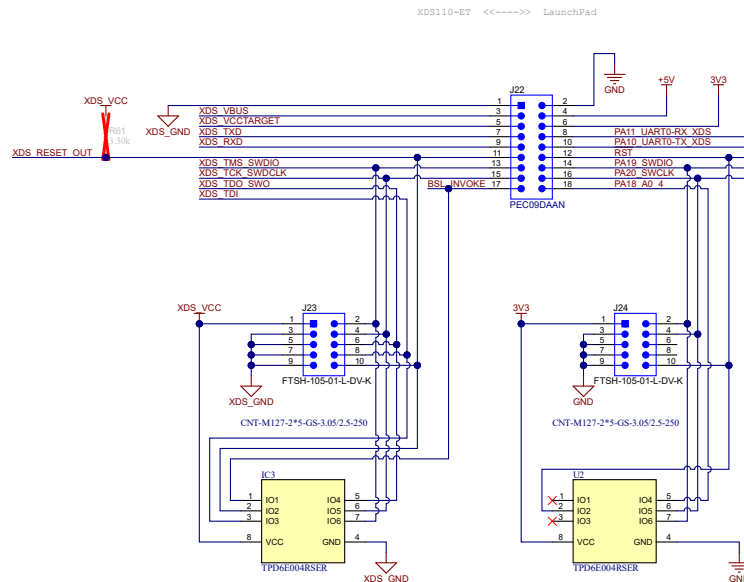 XDS110-ET <<---->> LaunchPad
XDS_VCC
R61
3.30k
XDS_RESET_OUT
XDS_GND
XDS_VBUS
XDS_VCCTARGET
XDS_TXD
XDS_RXD
XDS_TMS_SWDIO
XDS_TCK_SWDCLK
XDS_TDO_SWO
XDS_TDI
BSL_INVOKE
J22
1 2
3 4
5 6
7 8
9 10
11 12
13 14
15 16
17 18
PEC09DAAN
GND
+5V
3V3
PA11_UART0-RX_XDS
PA10_UART0-TX_XDS
RST
PA19_SWDIO
PA20_SWCLK
PA18_A0_4
XDS_VCC
J23
1 2
3 4
5 6
7 8
9 10
FTSH-105-01-L-DV-K
XDS_GND
CNT-M127-2*5-GS-3.05/2.5-250
3V3
J24
1 2
3 4
5 6
7 8
9 10
FTSH-105-01-L-DV-K
GND
CNT-M127-2*5-GS-3.05/2.5-250
IC3
1 IO1 IO4 5
2 IO2 IO5 6
3 IO3 IO6 7
8 VCC GND 4
TPD6E004RSER
XDS_GND
U2
1 IO1 IO4 5
2 IO2 IO5 6
3 IO3 IO6 7
8 VCC GND 4
TPD6E004RSER
GND